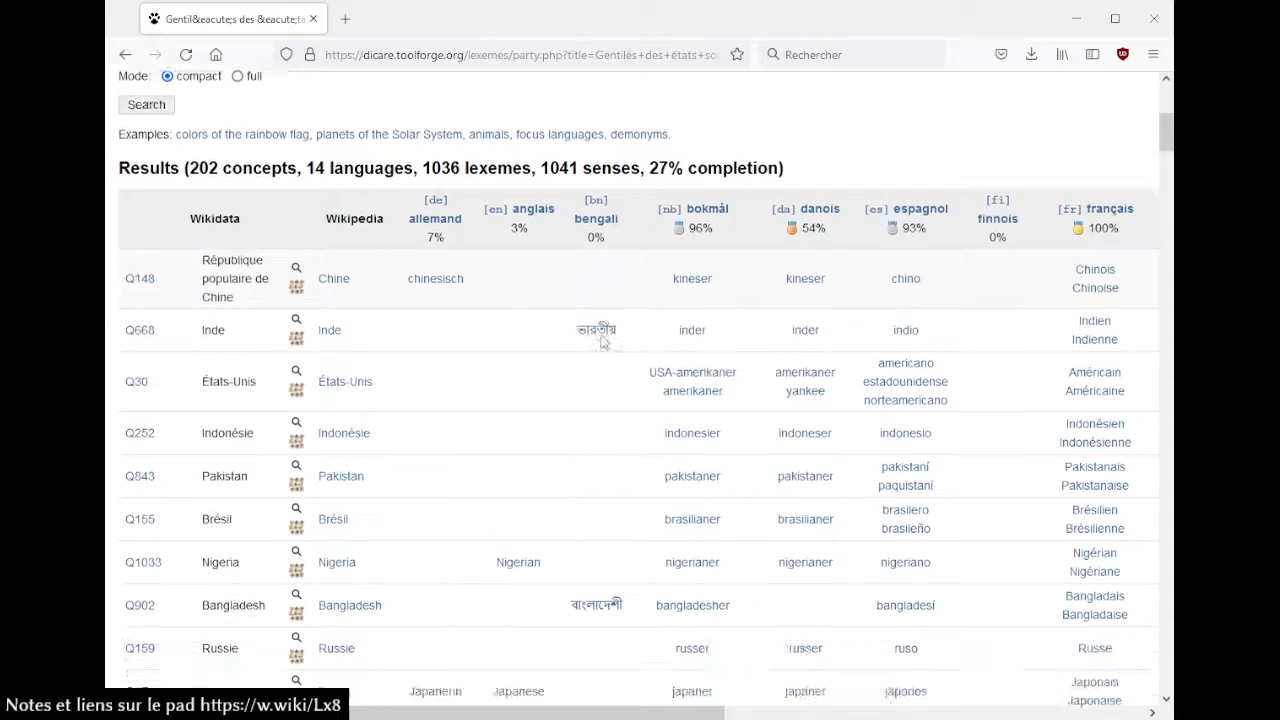 Gentil&eacute;s des &eacute;ta
https://dicare.toolforge.org/lexemes/party.php?title=Gentilés+des+états+so
Rechercher
Mode: compact full
Search
Examples: colors of the rainbow flag, planets of the Solar System, animals, focus languages, demonyms.
Results (202 concepts, 14 languages, 1036 lexemes, 1041 senses, 27% completion)
Wikidata Wikipedia [de] allemand 7% [en] anglais 3% [bn] bengali 0% [nb] bokmål 96% [da] danois 54% [es] espagnol 93% [fi] finnois 0% [fr] français 100%
Q148 République populaire de Chine Chine chinesisch kineser kineser chino Chinois Chinoise
Q668 Inde Inde ভারতীয় inder inder indio Indien Indienne
Q30 États-Unis États-Unis USA-amerikaner amerikaner amerikaner yankee americano estadounidense norteamericano Américain Américaine
Q252 Indonésie Indonésie indonesier indoneser indonesio Indonésien Indonésienne
Q843 Pakistan Pakistan pakistaner pakistaner pakistaní paquistaní Pakistanais Pakistanaise
Q155 Brésil Brésil brasilianer brasilianer brasilero brasileño Brésilien Brésilienne
Q1033 Nigeria Nigeria Nigerian nigerianer nigerianer nigeriano Nigérian Nigériane
Q902 Bangladesh Bangladesh বাংলাদেশী bangladesher bangladesí Bangladais Bangladaise
Q159 Russie Russie russer russer ruso Russe
Japanerin Japanese japaner japaner japonés Japonais Japonaise
Notes et liens sur le pad https://w.wiki/Lx8